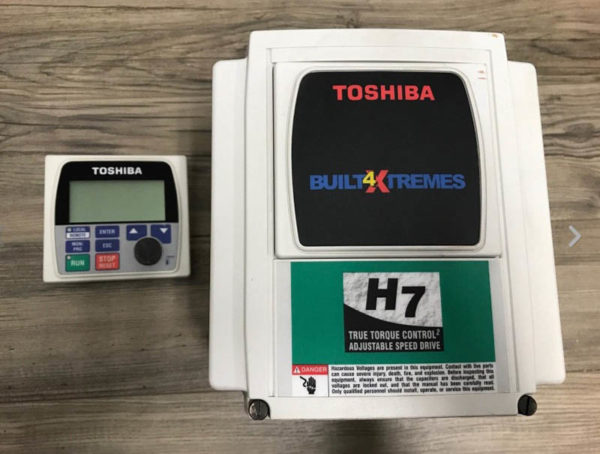 TOSHIBA
LOCAL
REMOTE
ENTER
MON/
PRG
ESC
RUN
STOP
RESET
TOSHIBA
BUILT4XTREMES
H7
TRUE TORQUE CONTROL²
ADJUSTABLE SPEED DRIVE
DANGER
Hazardous Voltages are present in this equipment. Contact with live parts
can cause severe injury, death, fire, and explosion. Before inspecting this
equipment, always ensure that the capacitors are discharged, that all
voltages are locked out, and that the manual has been carefully read.
Only qualified personnel should install, operate, or service this equipment.